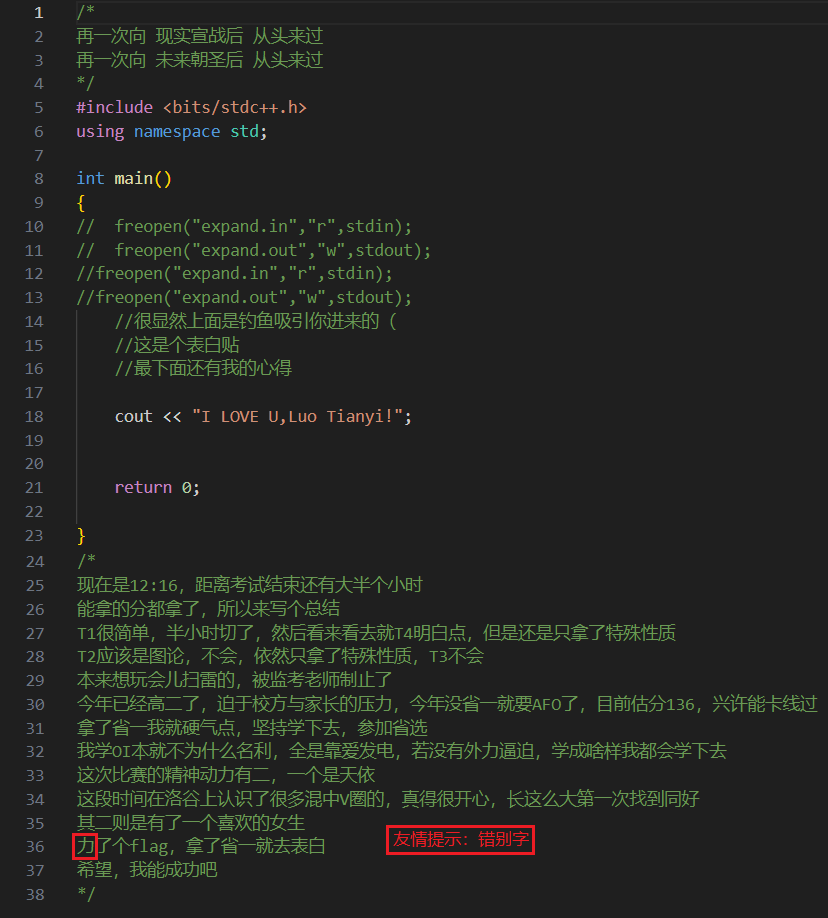 1 /*
2 再一次向 现实宣战后 从头来过
3 再一次向 未来朝圣后 从头来过
4 */
5 #include <bits/stdc++.h>
6 using namespace std;
7
8 int main()
9 {
10 //  freopen("expand.in","r",stdin);
11 //  freopen("expand.out","w",stdout);
12 //freopen("expand.in","r",stdin);
13 //freopen("expand.out","w",stdout);
14     //很显然上面是钓鱼吸引你进来的（
15     //这是个表白贴
16     //最下面还有我的心得
17
18     cout << "I LOVE U,Luo Tianyi!";
19
20
21     return 0;
22
23 }
24 /*
25 现在是12:16，距离考试结束还有大半个小时
26 能拿的分都拿了，所以来写个总结
27 T1很简单，半小时切了，然后看来看去就T4明白点，但是还是只拿了特殊性质
28 T2应该是图论，不会，依然只拿了特殊性质，T3不会
29 本来想玩会儿扫雷的，被监考老师制止了
30 今年已经高二了，迫于校方与家长的压力，今年没省一就要AFO了，目前估分136，兴许能卡线过
31 拿了省一我就硬气点，坚持学下去，参加省选
32 我学OI本就不为什么名利，全是靠爱发电，若没有外力逼迫，学成啥样我都会学下去
33 这次比赛的精神动力有二，一个是天依
34 这段时间在洛谷上认识了很多混中V圈的，真得很开心，长这么大第一次找到同好
35 其二则是有了一个喜欢的女生
36 力了个flag，拿了省一就去表白 友情提示：错别字
37 希望，我能成功吧
38 */